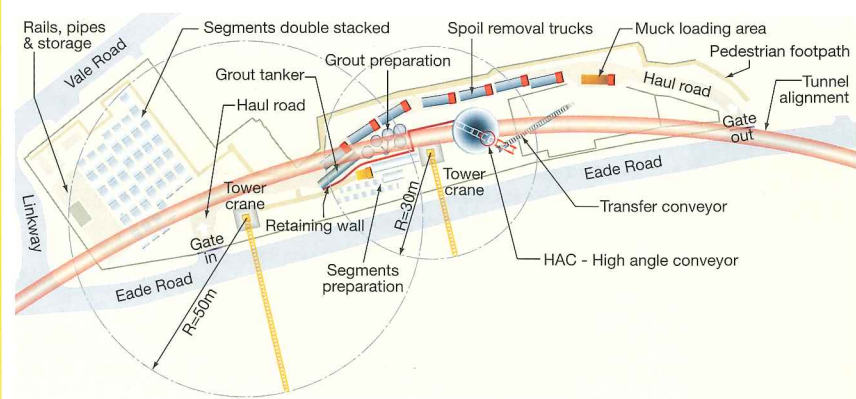 Rails, pipes
& storage
Vale Road
Segments double stacked
Grout tanker
Haul road
Grout preparation
Spoil removal trucks
Muck loading area
Pedestrian footpath
Haul road
Tunnel
alignment
Gate
out
Linkway
Tower
crane
Retaining wall
Gate
in
Eade Road
R=50m
Segments
preparation
R=30m
Tower
crane
Eade Road
Transfer conveyor
HAC - High angle conveyor